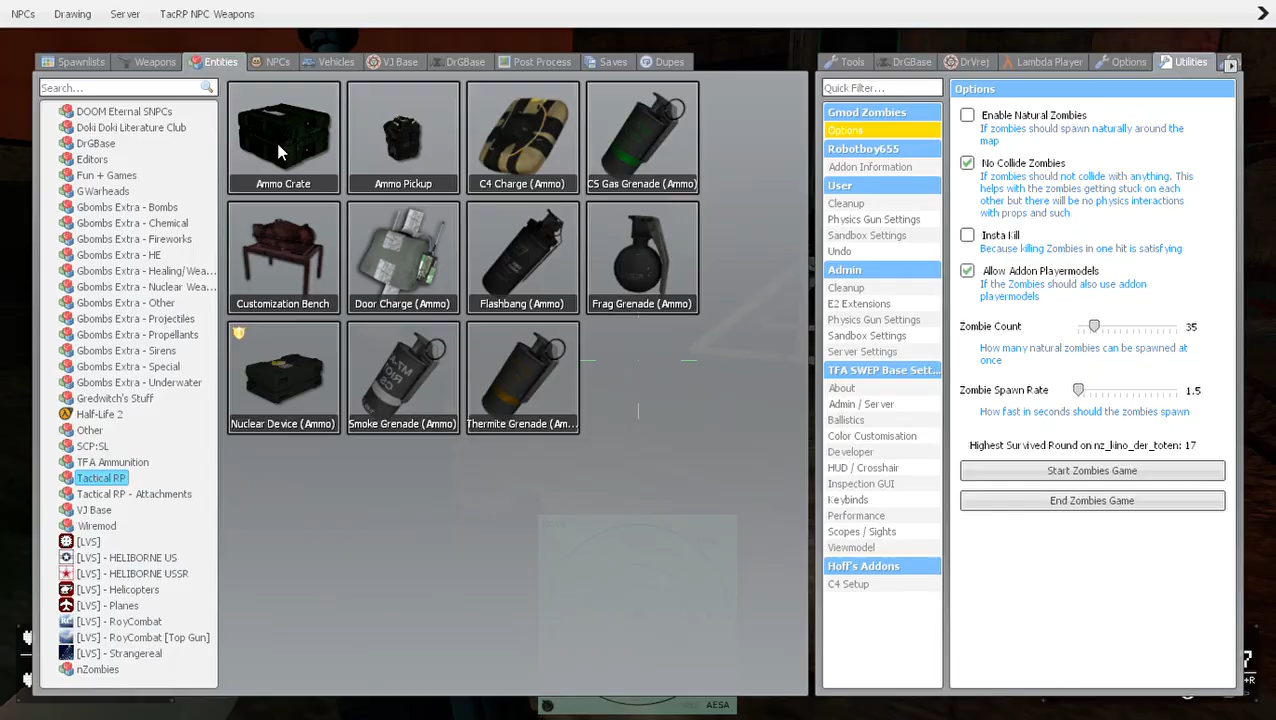 NPCs Drawing Server TacRP NPC Weapons
Spawnlists Weapons Entities NPCs Vehicles VJ Base DrGBase Post Process Saves Dupes
Search...
DOOM Eternal SNPCs
Doki Doki Literature Club
DrGBase
Editors
Fun + Games
GWarheads
Gbombs Extra - Bombs
Gbombs Extra - Chemical
Gbombs Extra - Fireworks
Gbombs Extra - HE
Gbombs Extra - Healing/Wea...
Gbombs Extra - Nuclear Wea...
Gbombs Extra - Other
Gbombs Extra - Projectiles
Gbombs Extra - Propellants
Gbombs Extra - Sirens
Gbombs Extra - Special
Gbombs Extra - Underwater
Gredwitch's Stuff
Half-Life 2
Other
SCP:SL
TFA Ammunition
Tactical RP
Tactical RP - Attachments
VJ Base
Wiremod
[LVS]
[LVS] - HELIBORNE US
[LVS] - HELIBORNE USSR
[LVS] - Helicopters
[LVS] - Planes
[LVS] - RoyCombat
[LVS] - RoyCombat [Top Gun]
[LVS] - Strangereal
nZombies
Ammo Crate Ammo Pickup C4 Charge (Ammo) CS Gas Grenade (Ammo)
Customization Bench Door Charge (Ammo) Flashbang (Ammo) Frag Grenade (Ammo)
Nuclear Device (Ammo) Smoke Grenade (Ammo) Thermite Grenade (Am...
AESA
Tools DrGBase DrVrej Lambda Player Options Utilities
Quick Filter...
Gmod Zombies
Options
Robotboy655
Addon Information
User
Cleanup
Physics Gun Settings
Sandbox Settings
Undo
Admin
Cleanup
E2 Extensions
Physics Gun Settings
Sandbox Settings
Server Settings
TFA SWEP Base Sett...
About
Admin / Server
Ballistics
Color Customisation
Developer
HUD / Crosshair
Inspection GUI
Keybinds
Performance
Scopes / Sights
Viewmodel
Hoff's Addons
C4 Setup
Options
Enable Natural Zombies
If zombies should spawn naturally around the
map
No Collide Zombies
If zombies should not collide with anything. This
helps with the zombies getting stuck on each
other but there will be no physics interactions
with props and such
Insta Kill
Because killing Zombies in one hit is satisfying
Allow Addon Playermodels
If the Zombies should also use addon
playermodels
Zombie Count 35
How many natural zombies can be spawned at
once
Zombie Spawn Rate 1.5
How fast in seconds should the zombies spawn
Highest Survived Round on nz_kino_der_toten: 17
Start Zombies Game
End Zombies Game